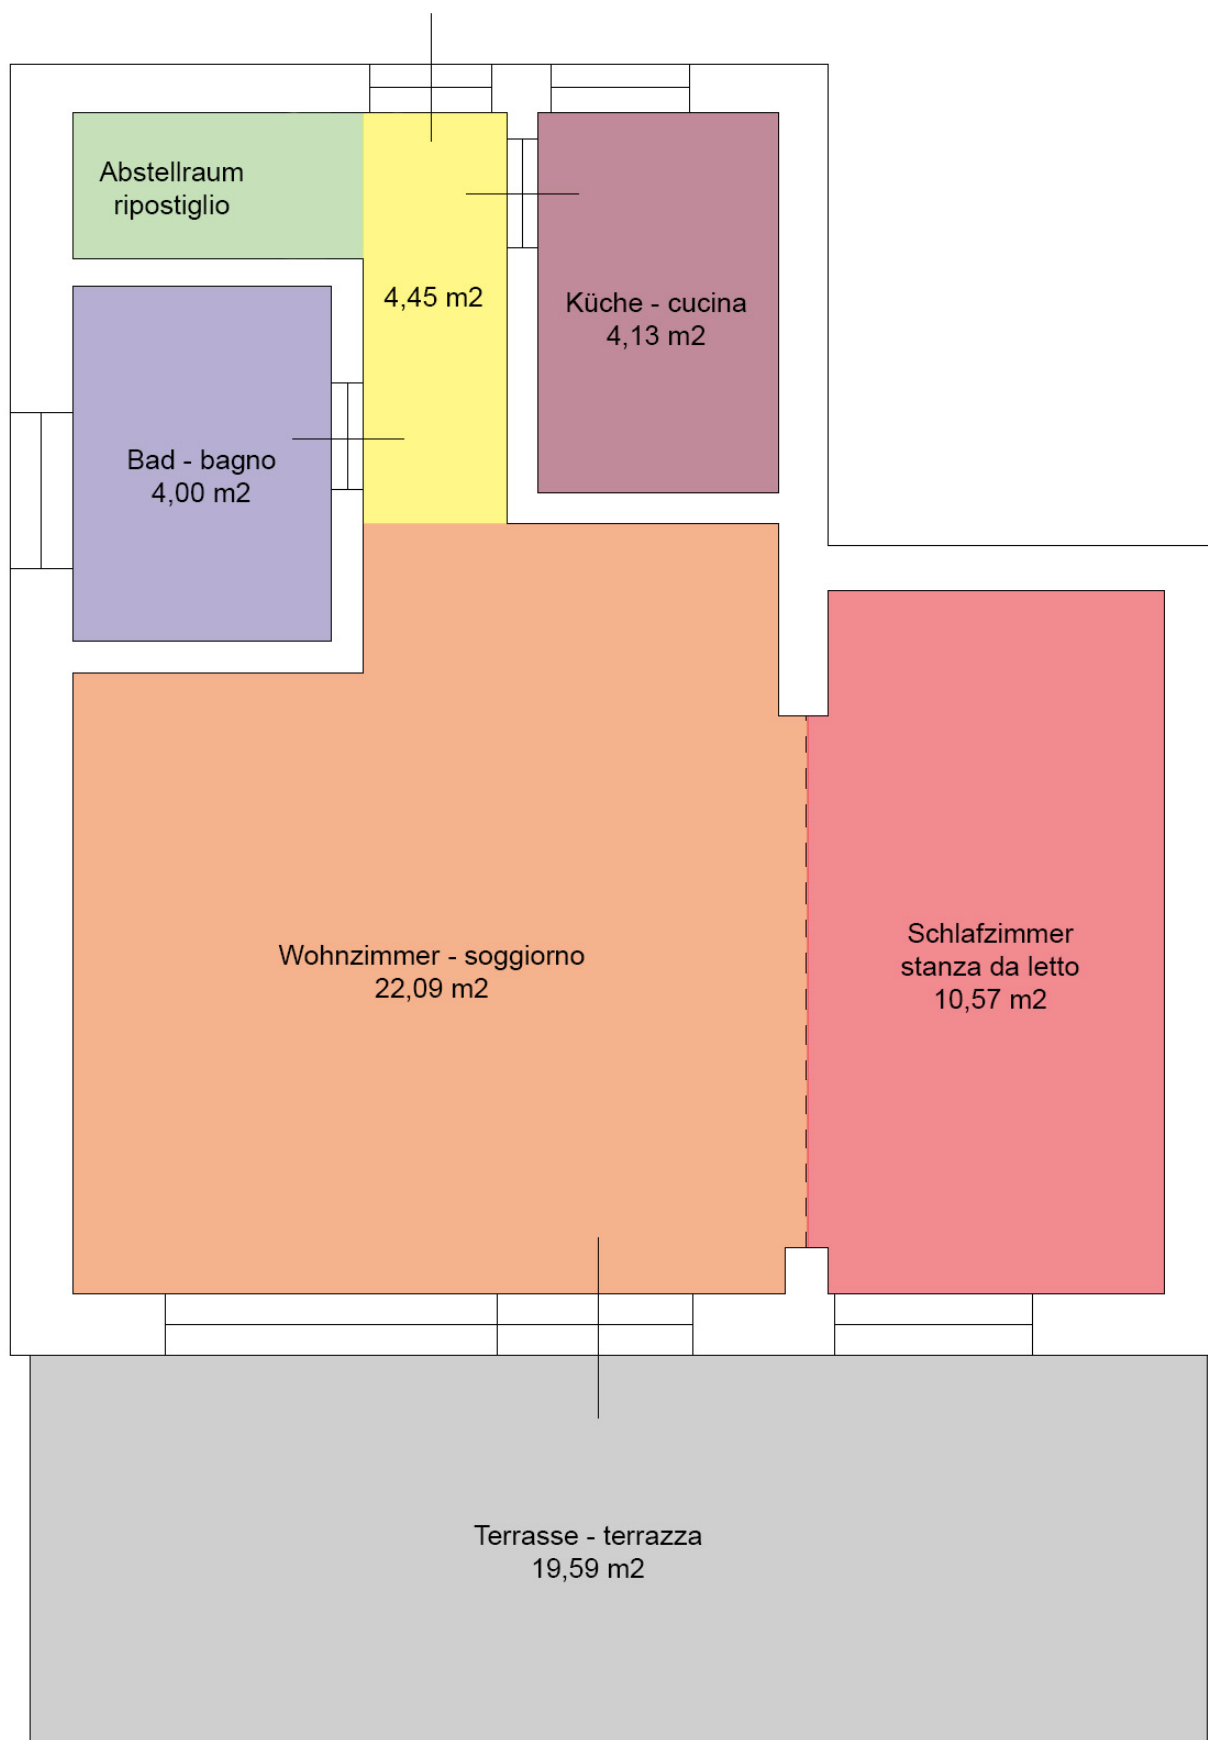 Abstellraum
ripostiglio
4,45 m2
Küche - cucina
4,13 m2
Bad - bagno
4,00 m2
Wohnzimmer - soggiorno
22,09 m2
Schlafzimmer
stanza da letto
10,57 m2
Terrasse - terrazza
19,59 m2